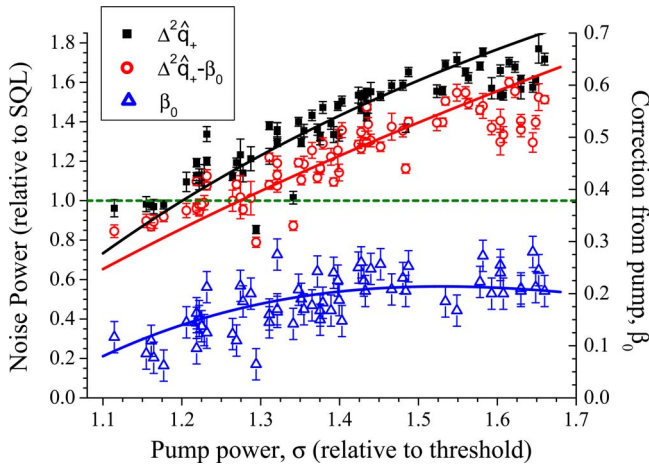 Δ²q̂₊
Δ²q̂₊-β₀
β₀
1.8
1.6
1.4
1.2
1.0
0.8
0.6
0.4
0.2
0.0
Noise Power (relative to SQL)
0.7
0.6
0.5
0.4
0.3
0.2
0.1
0.0
Correction from pump, β₀
1.1 1.2 1.3 1.4 1.5 1.6 1.7
Pump power, σ (relative to threshold)